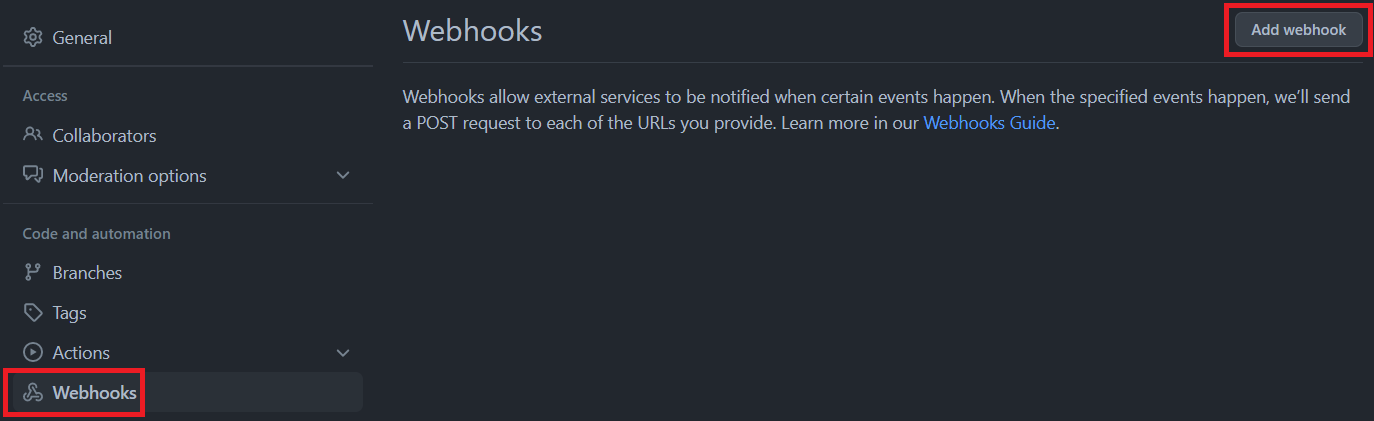 General
Access
Collaborators
Moderation options
Code and automation
Branches
Tags
Actions
Webhooks
Webhooks
Add webhook
Webhooks allow external services to be notified when certain events happen. When the specified events happen, we’ll send
a POST request to each of the URLs you provide. Learn more in our Webhooks Guide.